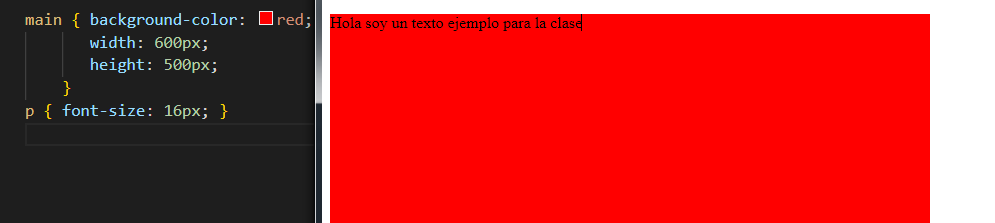 main { background-color: red;
width: 600px;
height: 500px;
}
p { font-size: 16px; }
Hola soy un texto ejemplo para la clase